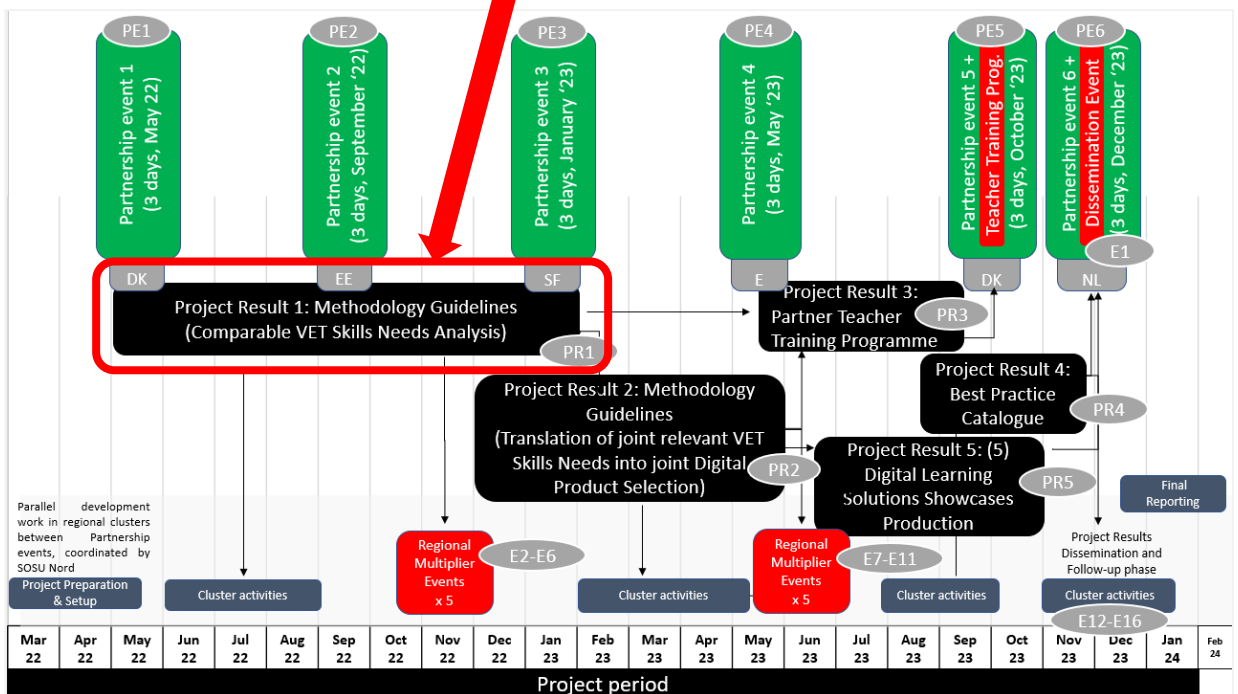 PE1
PE2
PE3
PE4
PE5
PE6
Partnership event 1
(3 days, May 22)
Partnership event 2
(3 days, September ‘22)
Partnership event 3
(3 days, January ‘23)
Partnership event 4
(3 days, May ‘23)
Partnership event 5 +
Teacher Training Prog.
(3 days, October ‘23)
Partnership event 6 +
Dissemination Event
(3 days, December ‘23)
E1
DK
EE
SF
E
DK
NL
Project Result 1: Methodology Guidelines
(Comparable VET Skills Needs Analysis)
PR1
Project Result 3:
Partner Teacher
Training Programme
PR3
Project Result 2: Methodology
Guidelines
(Translation of joint relevant VET
Skills Needs into joint Digital
Product Selection)
PR2
Project Result 4:
Best Practice
Catalogue
PR4
Project Result 5: (5)
Digital Learning
Solutions Showcases
Production
PR5
Final
Reporting
Parallel development
work in regional clusters
between Partnership
events, coordinated by
SOSU Nord
Project Preparation
& Setup
Cluster activities
Regional
Multiplier
Events
x 5
E2-E6
Cluster activities
Regional
Multiplier
Events
x 5
E7-E11
Cluster activities
Project Results
Dissemination and
Follow-up phase
Cluster activities
E12-E16
Mar 22
Apr 22
May 22
Jun 22
Jul 22
Aug 22
Sep 22
Oct 22
Nov 22
Dec 22
Jan 23
Feb 23
Mar 23
Apr 23
May 23
Jun 23
Jul 23
Aug 23
Sep 23
Oct 23
Nov 23
Dec 23
Jan 24
Feb 24
Project period